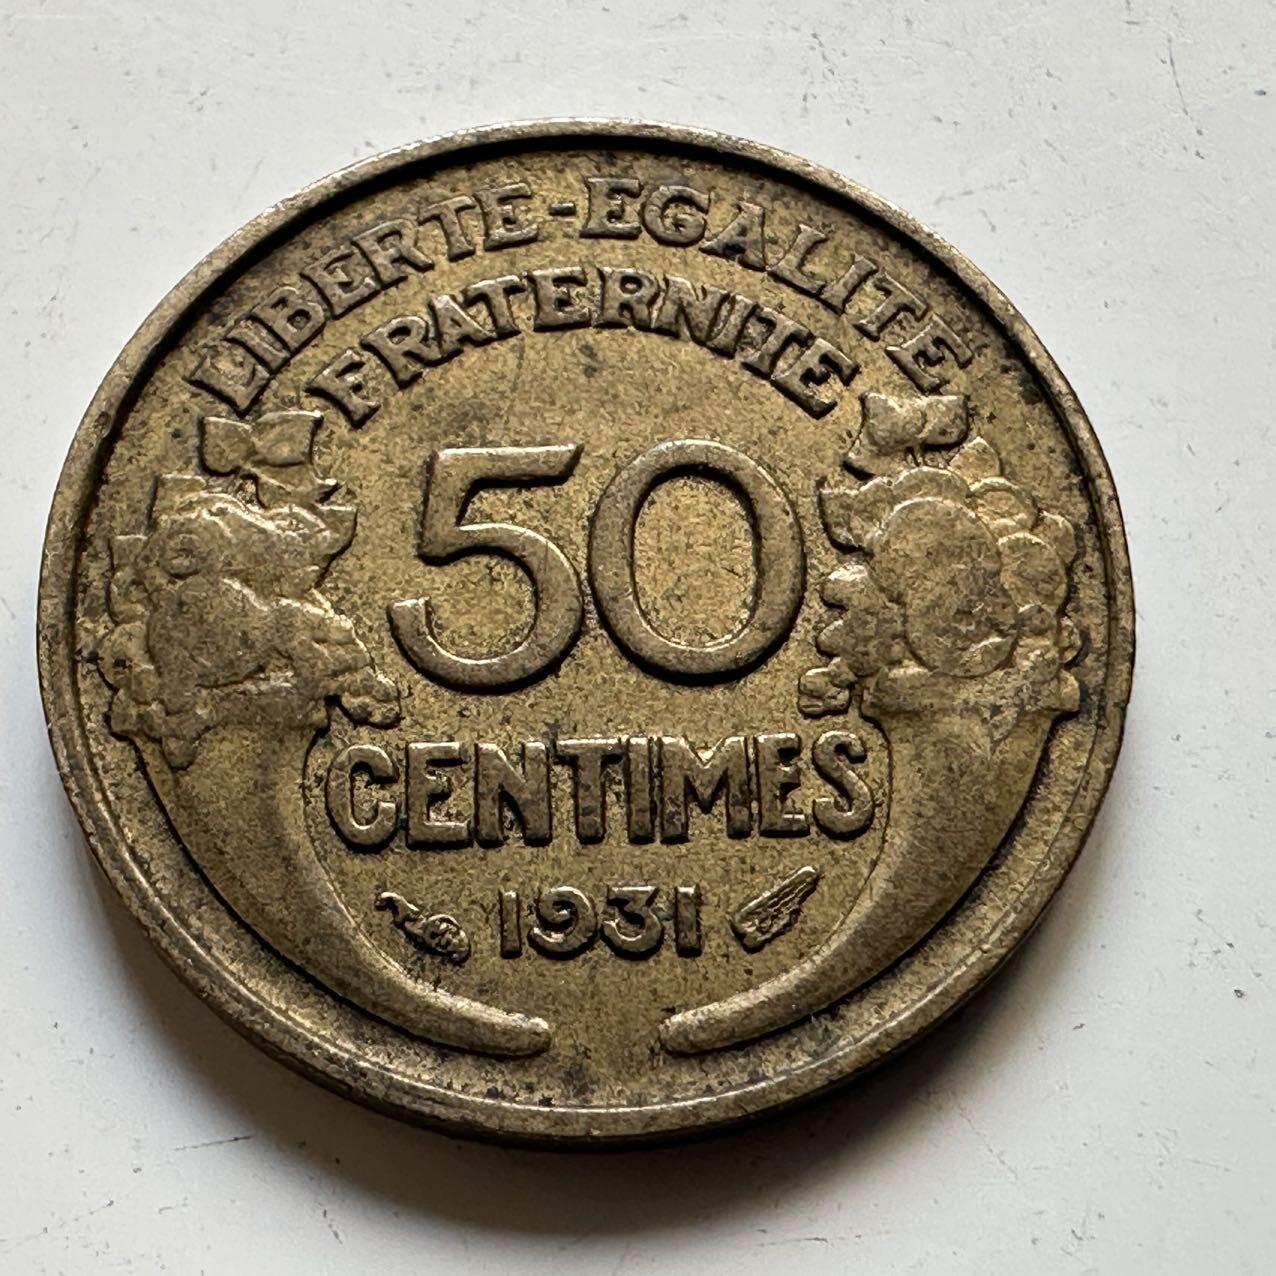 LIBERTE-EGALITE
FRATERNITE
50
CENTIMES
1931